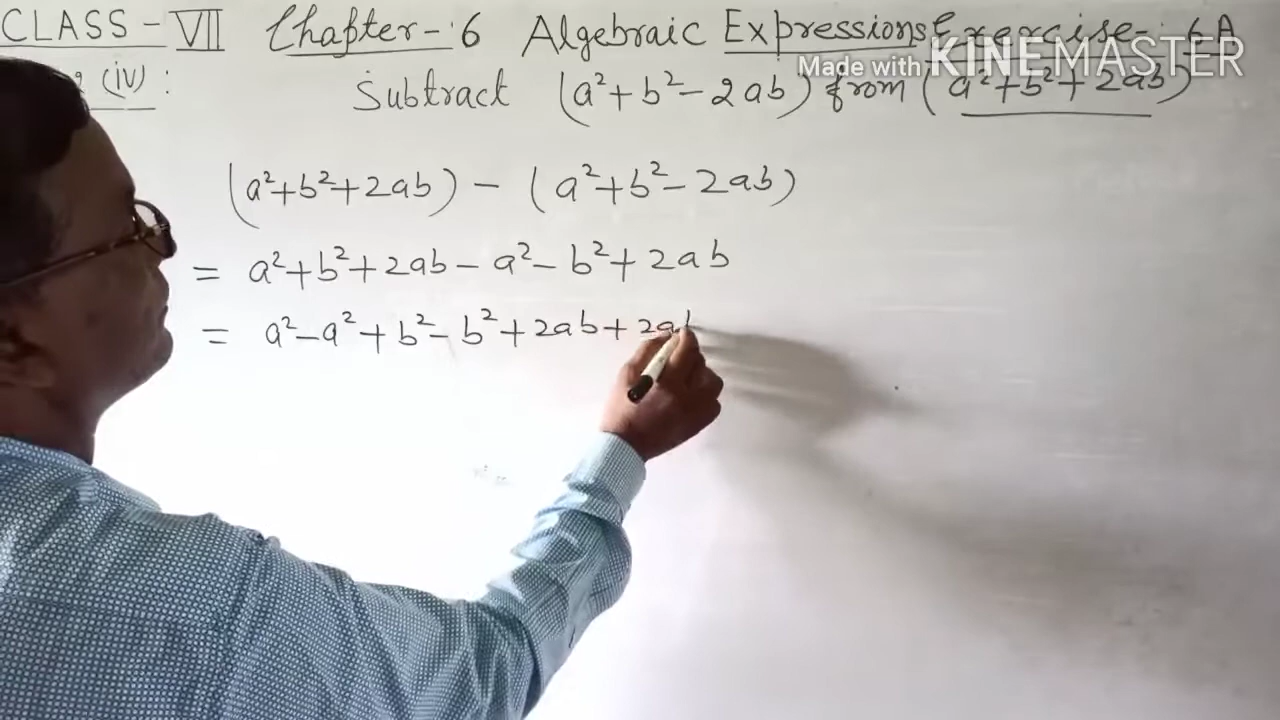 CLASS - VII Chapter-: 6 Algebraic Expressions Exercise-: 6A
Made with KINEMASTER
(iv) : Subtract (a²+b²-2ab) from (a²+b²+2ab)
(a²+b²+2ab) - (a²+b²-2ab)
= a²+b²+2ab-a²-b²+2ab
= a²-a²+b²-b²+2ab+2ab